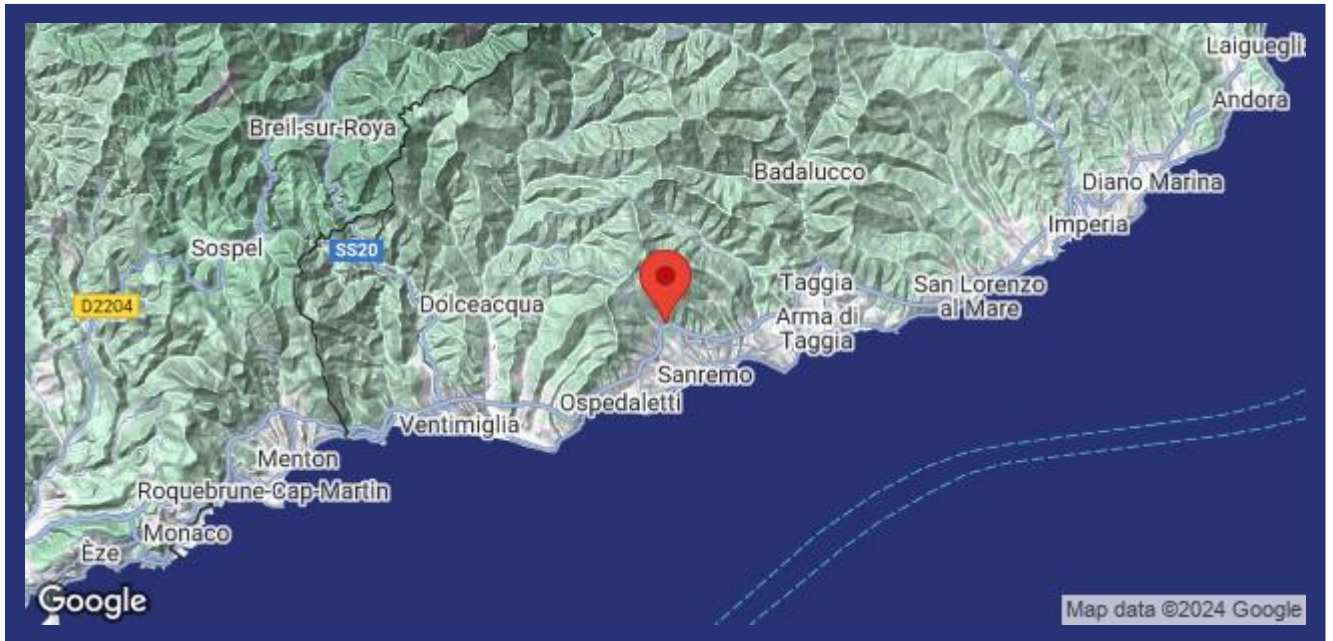 Laiguegli
Andora
Breil-sur-Roya
Badalucco
Diano Marina
Imperia
Sospel
SS20
D2204
Dolceacqua
Taggia
San Lorenzo
al Mare
Arma di
Taggia
Sanremo
Ospedaletti
Ventimiglia
Menton
Roquebrune-Cap-Martin
Monaco
Èze
Google
Map data ©2024 Google